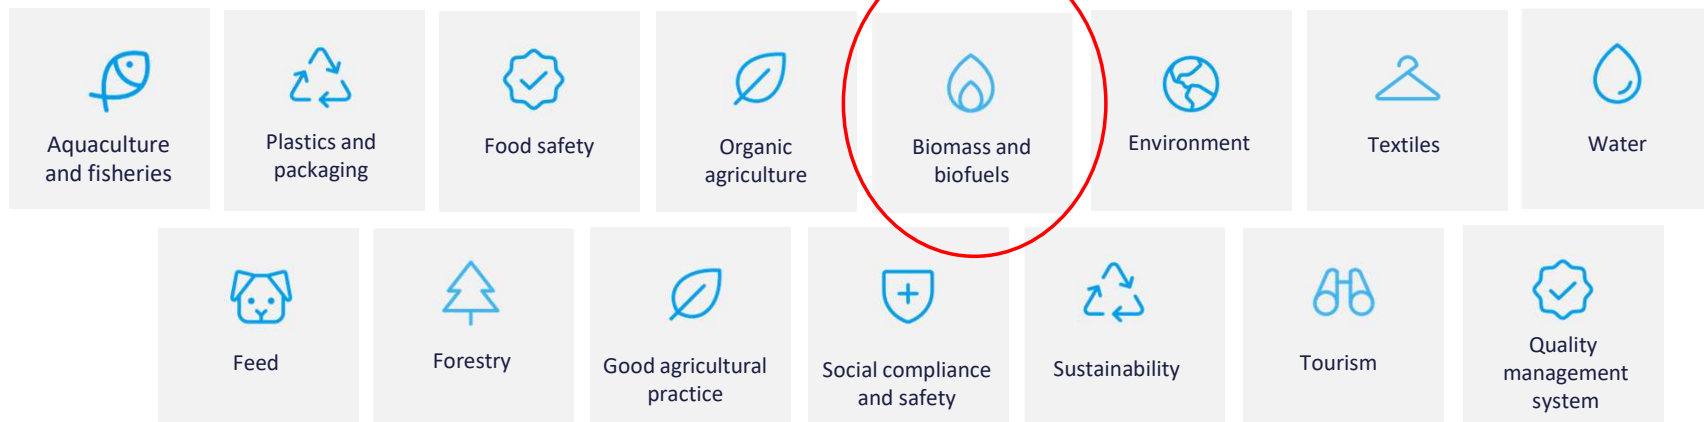 Aquaculture
and fisheries
Plastics and
packaging
Food safety
Organic
agriculture
Biomass and
biofuels
Environment
Textiles
Water
Feed
Forestry
Good agricultural
practice
Social compliance
and safety
Sustainability
Tourism
Quality
management
system